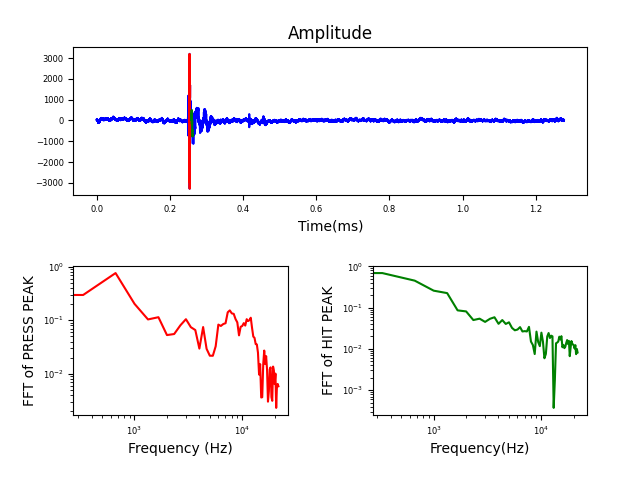 Amplitude
3000
2000
1000
0
−1000
−2000
−3000
0.0 0.2 0.4 0.6 0.8 1.0 1.2
Time(ms)
FFT of PRESS PEAK
10⁰
10⁻¹
10⁻²
10³ 10⁴
Frequency (Hz)
FFT of HIT PEAK
10⁰
10⁻¹
10⁻²
10⁻³
10³ 10⁴
Frequency(Hz)